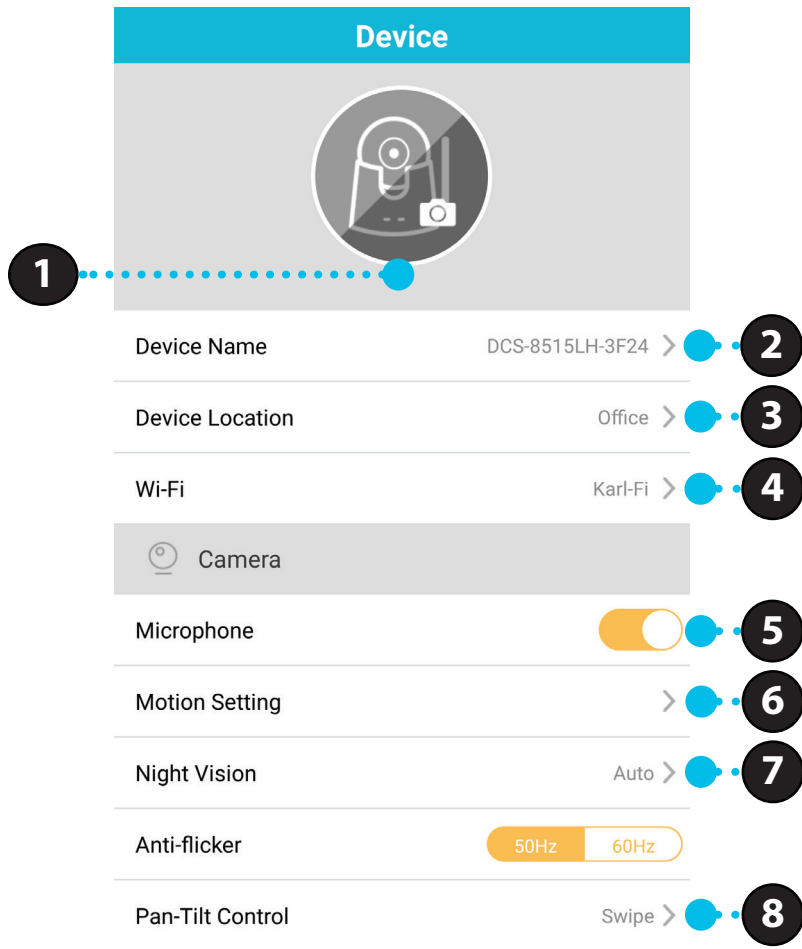 Device
1
Device Name DCS-8515LH-3F24 2
Device Location Office 3
Wi-Fi Karl-Fi 4
Camera
Microphone 5
Motion Setting 6
Night Vision Auto 7
Anti-flicker 50Hz 60Hz
Pan-Tilt Control Swipe 8